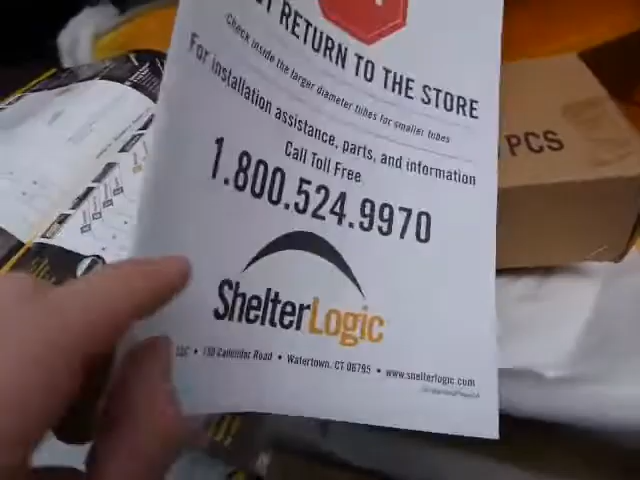 RETURN TO THE STORE
Check inside the larger diameter tubes for smaller tubes
For installation assistance, parts, and information
Call Toll Free
1.800.524.9970
PCS
ShelterLogic
150 Callender Road • Watertown, CT 06795 • www.shelterlogic.com